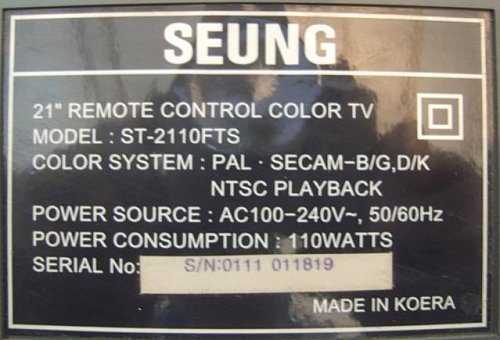 SEUNG
21" REMOTE CONTROL COLOR TV
MODEL : ST-2110FTS
COLOR SYSTEM : PAL · SECAM-B/G,D/K
NTSC PLAYBACK
POWER SOURCE : AC100-240V~, 50/60Hz
POWER CONSUMPTION : 110WATTS
SERIAL No: S/N:0111 011819
MADE IN KOERA